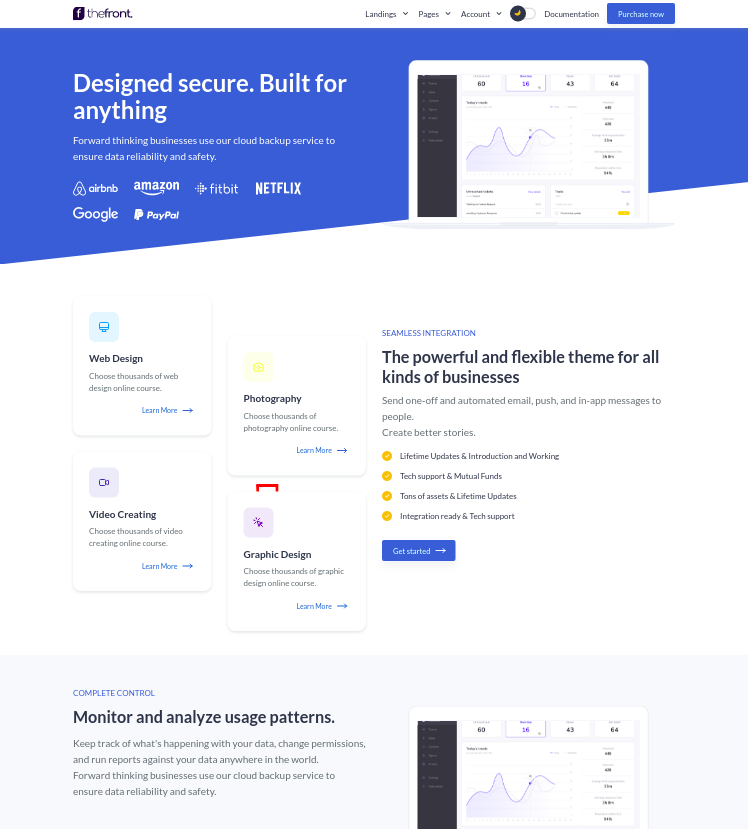 thefront.
Landings
Pages
Account
Documentation
Purchase now
Designed secure. Built for
anything
Forward thinking businesses use our cloud backup service to
ensure data reliability and safety.
airbnb
amazon
fitbit
NETFLIX
Google
PayPal
60
16
43
64
Today's trends
Web Design
Choose thousands of web
design online course.
Learn More
Photography
Choose thousands of
photography online course.
Learn More
Video Creating
Choose thousands of video
creating online course.
Learn More
Graphic Design
Choose thousands of graphic
design online course.
Learn More
SEAMLESS INTEGRATION
The powerful and flexible theme for all
kinds of businesses
Send one-off and automated email, push, and in-app messages to
people.
Create better stories.
Lifetime Updates & Introduction and Working
Tech support & Mutual Funds
Tons of assets & Lifetime Updates
Integration ready & Tech support
Get started
COMPLETE CONTROL
Monitor and analyze usage patterns.
Keep track of what's happening with your data, change permissions,
and run reports against your data anywhere in the world.
Forward thinking businesses use our cloud backup service to
ensure data reliability and safety.
60
16
43
64
Today's trends